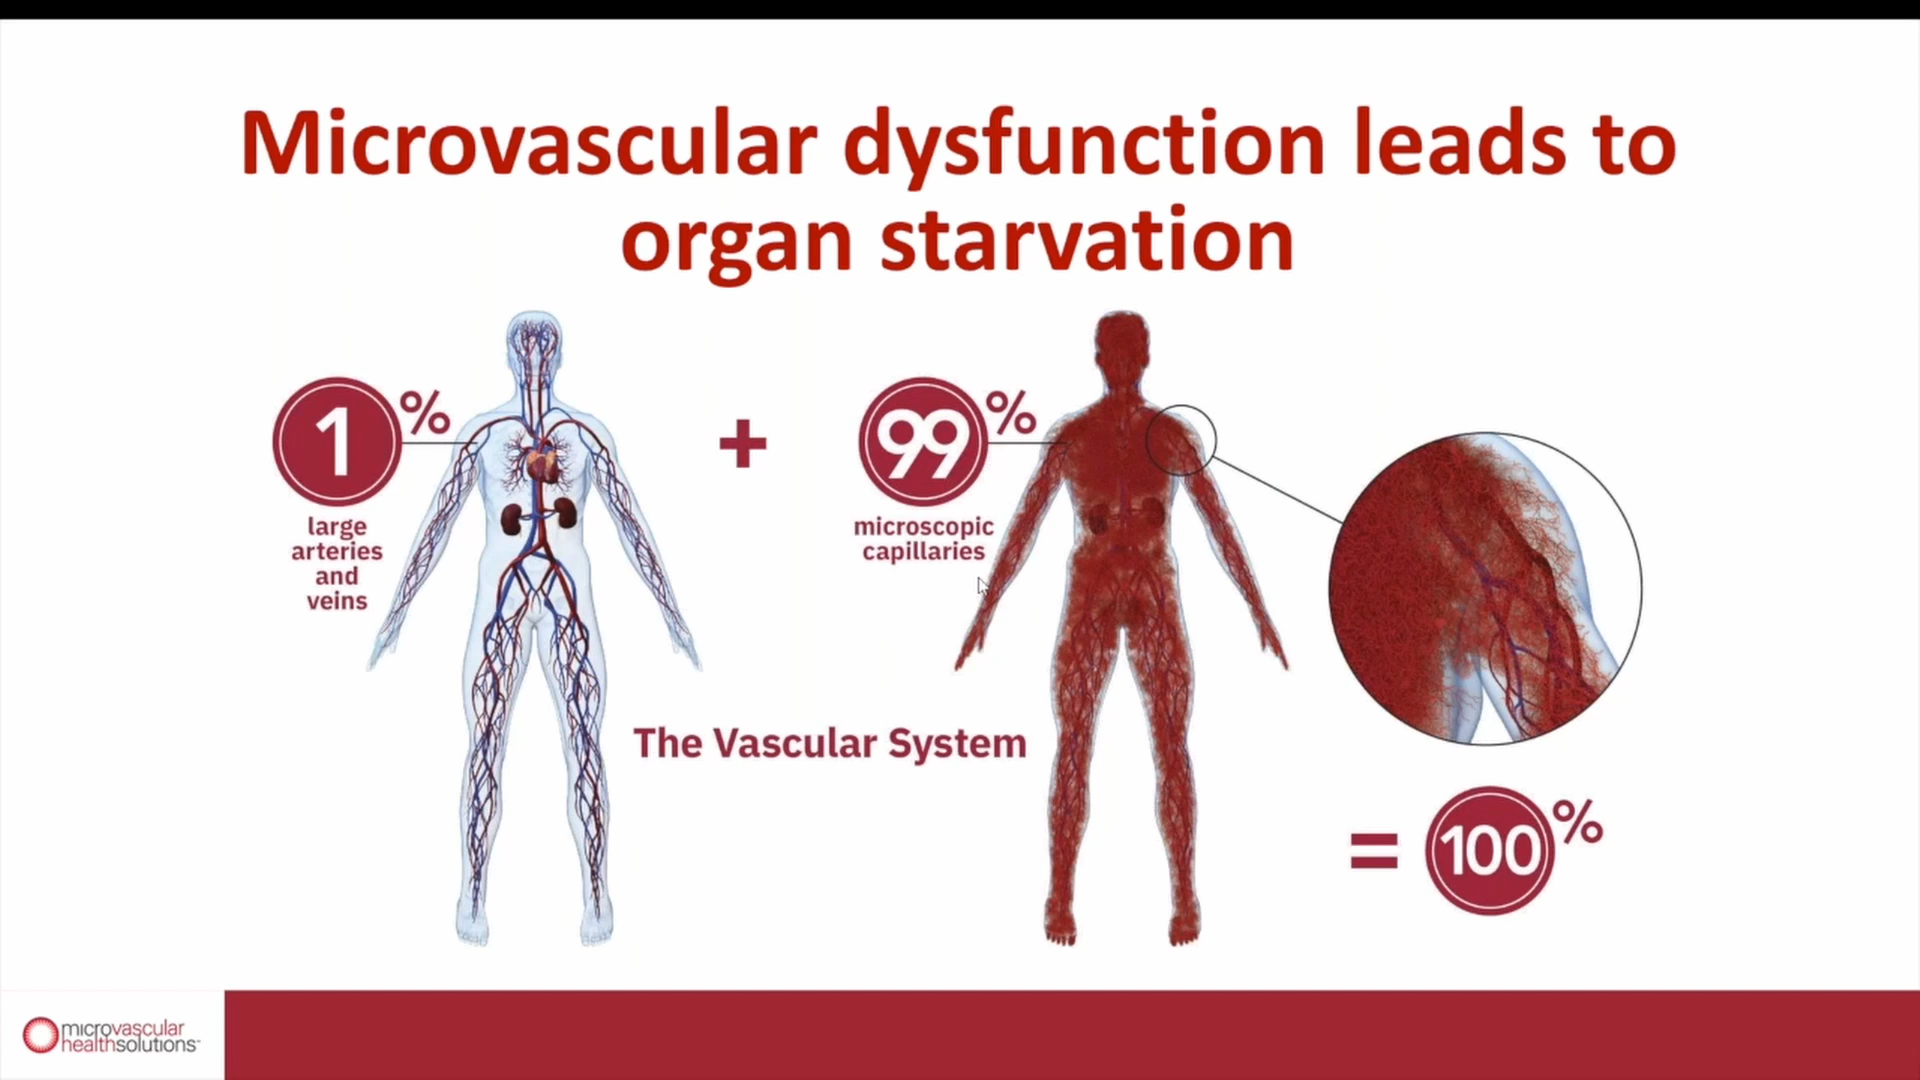 Microvascular dysfunction leads to
organ starvation
1%
large
arteries
and
veins
+
99%
microscopic
capillaries
The Vascular System
= 100%
microvascular
healthsolutions™